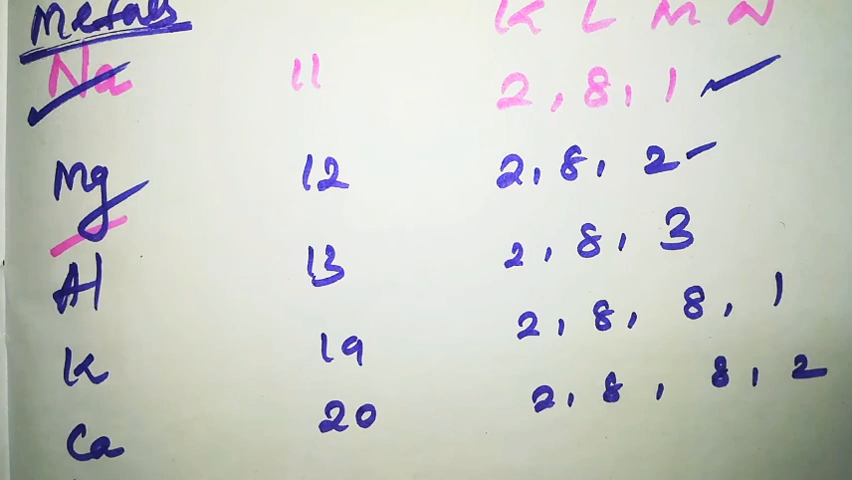 Metals K L M N
Na 11 2, 8, 1
Mg 12 2, 8, 2
Al 13 2, 8, 3
K 19 2, 8, 8, 1
Ca 20 2, 8, 8, 2